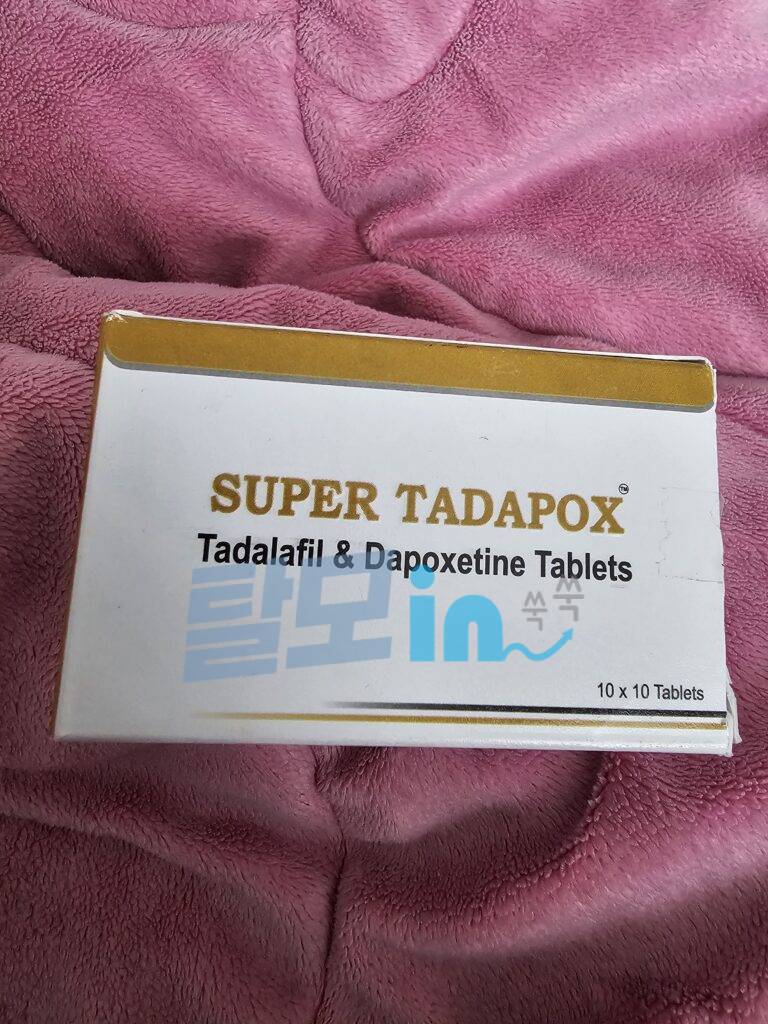 SUPER TADAPOX™
Tadalafil & Dapoxetine Tablets
탈모in
쑥쑥
10 x 10 Tablets